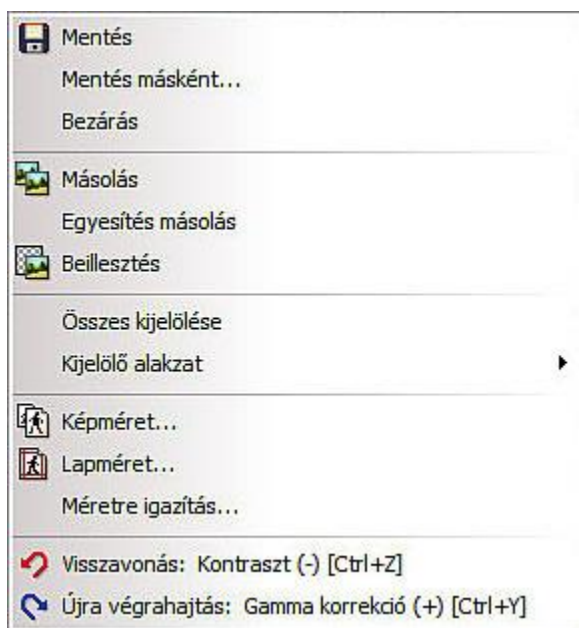 Mentés
Mentés másként...
Bezárás
Másolás
Egyesítés másolás
Beillesztés
Összes kijelölése
Kijelölő alakzat
Képméret...
Lapméret...
Méretre igazítás...
Visszavonás: Kontraszt (-) [Ctrl+Z]
Újra végrahajtás: Gamma korrekció (+) [Ctrl+Y]